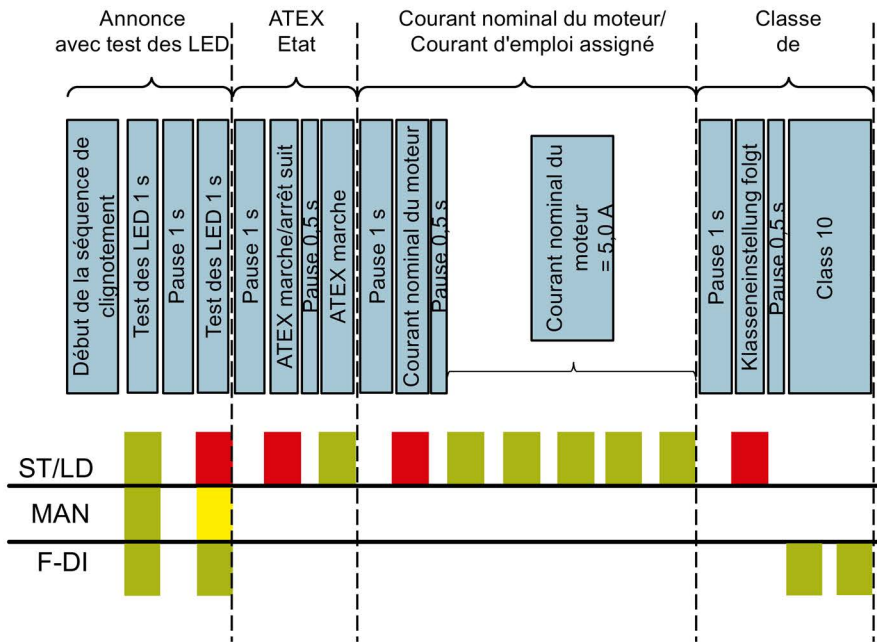 Annonce
avec test des LED
ATEX
Etat
Courant nominal du moteur/
Courant d'emploi assigné
Classe
de
Début de la séquence de
clignotement
Test des LED 1 s
Pause 1 s
Test des LED 1 s
Pause 1 s
ATEX marche/arrêt suit
Pause 0,5 s
ATEX marche
Pause 1 s
Courant nominal du moteur
Pause 0,5 s
Courant nominal du
moteur
= 5,0 A
Pause 1 s
Klasseneinstellung folgt
Pause 0,5 s
Class 10
ST/LD
MAN
F-DI